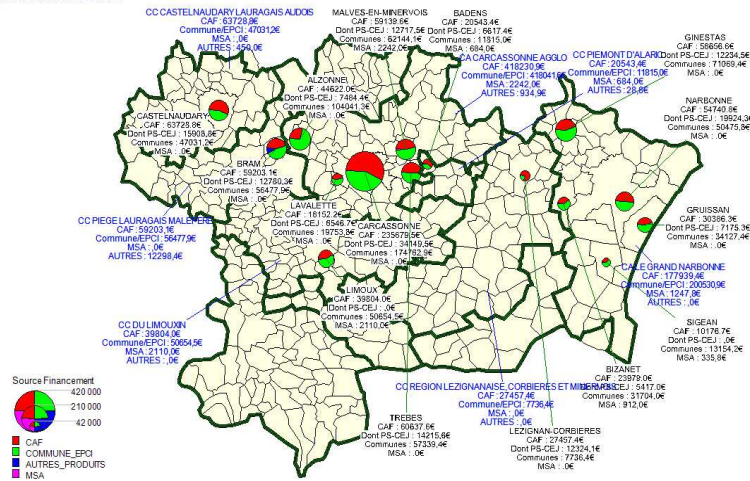 CC CASTELNAUDARY LAURAGAIS AUDOIS
CAF : 63728,8€
Commune/EPCI : 47031,2€
MSA : ,0€
AUTRES : 450,0€
MALVES-EN-MINERVOIS
CAF : 59139.6€
Dont PS-CEJ : 12717,5€
Communes : 62144,1€
MSA : 2242,0€
BADENS
CAF : 20543.4€
Dont PS-CEJ : 6617.4€
Communes : 11815,0€
MSA : 684,0€
CA CARCASSONNE AGGLO
CAF : 418230,9€
Commune/EPCI : 418041,6€
MSA : 2242,0€
AUTRES : 934,9€
CC PIEMONT D'ALARIC
CAF : 20543,4€
Commune/EPCI : 11815,0€
MSA : 684,0€
AUTRES : 28,8€
GINESTAS
CAF : 56656.6€
Dont PS-CEJ : 12234,5€
Communes : 71069,4€
MSA : ,0€
ALZONNE
CAF : 44622.0€
Dont PS-CEJ : 7484.4€
Communes : 104041,3€
MSA : ,0€
NARBONNE
CAF : 54740.8€
Dont PS-CEJ : 19924,3€
Communes : 50475,8€
MSA : ,0€
CASTELNAUDARY
CAF : 63728.8€
Dont PS-CEJ : 15908,8€
Communes : 47031,2€
MSA : ,0€
BRAM
CAF : 59203.1€
Dont PS-CEJ : 12780,3€
Communes : 56477,9€
MSA : ,0€
LAVALETTE
CAF : 18152.2€
Dont PS-CEJ : 6546.7€
Communes : 19753,2€
MSA : ,0€
CARCASSONNE
CAF : 235679,5€
Dont PS-CEJ : 34149,5€
Communes : 174762,9€
MSA : ,0€
GRUISSAN
CAF : 30386.3€
Dont PS-CEJ : 7175.3€
Communes : 34127,4€
MSA : ,0€
CC PIEGE LAURAGAIS MALEPERE
CAF : 59203,1€
Commune/EPCI : 56477,9€
MSA : ,0€
AUTRES : 12298,4€
CA LE GRAND NARBONNE
CAF : 177939,4€
Commune/EPCI : 200530,9€
MSA : 1247,8€
AUTRES : ,0€
LIMOUX
CAF : 39804.0€
Dont PS-CEJ : ,0€
Communes : 50654,5€
MSA : 2110,0€
CC DU LIMOUXIN
CAF : 39804,0€
Commune/EPCI : 50654,5€
MSA : 2110,0€
AUTRES : ,0€
SIGEAN
CAF : 10176.7€
Dont PS-CEJ : ,0€
Communes : 13154,2€
MSA : 335,8€
BIZANET
CAF : 23979.0€
Dont PS-CEJ : 5417.0€
Communes : 31704,0€
MSA : 912,0€
CC REGION LEZIGNANAISE, CORBIERES ET MINERVOIS
CAF : 27457,4€
Commune/EPCI : 7736,4€
MSA : ,0€
AUTRES : ,0€
TREBES
CAF : 60637.6€
Dont PS-CEJ : 14215,6€
Communes : 57339,4€
MSA : ,0€
LEZIGNAN-CORBIERES
CAF : 27457.4€
Dont PS-CEJ : 12324,1€
Communes : 7736,4€
MSA : ,0€
Source Financement
420 000
210 000
42 000
CAF
COMMUNE_EPCI
AUTRES_PRODUITS
MSA